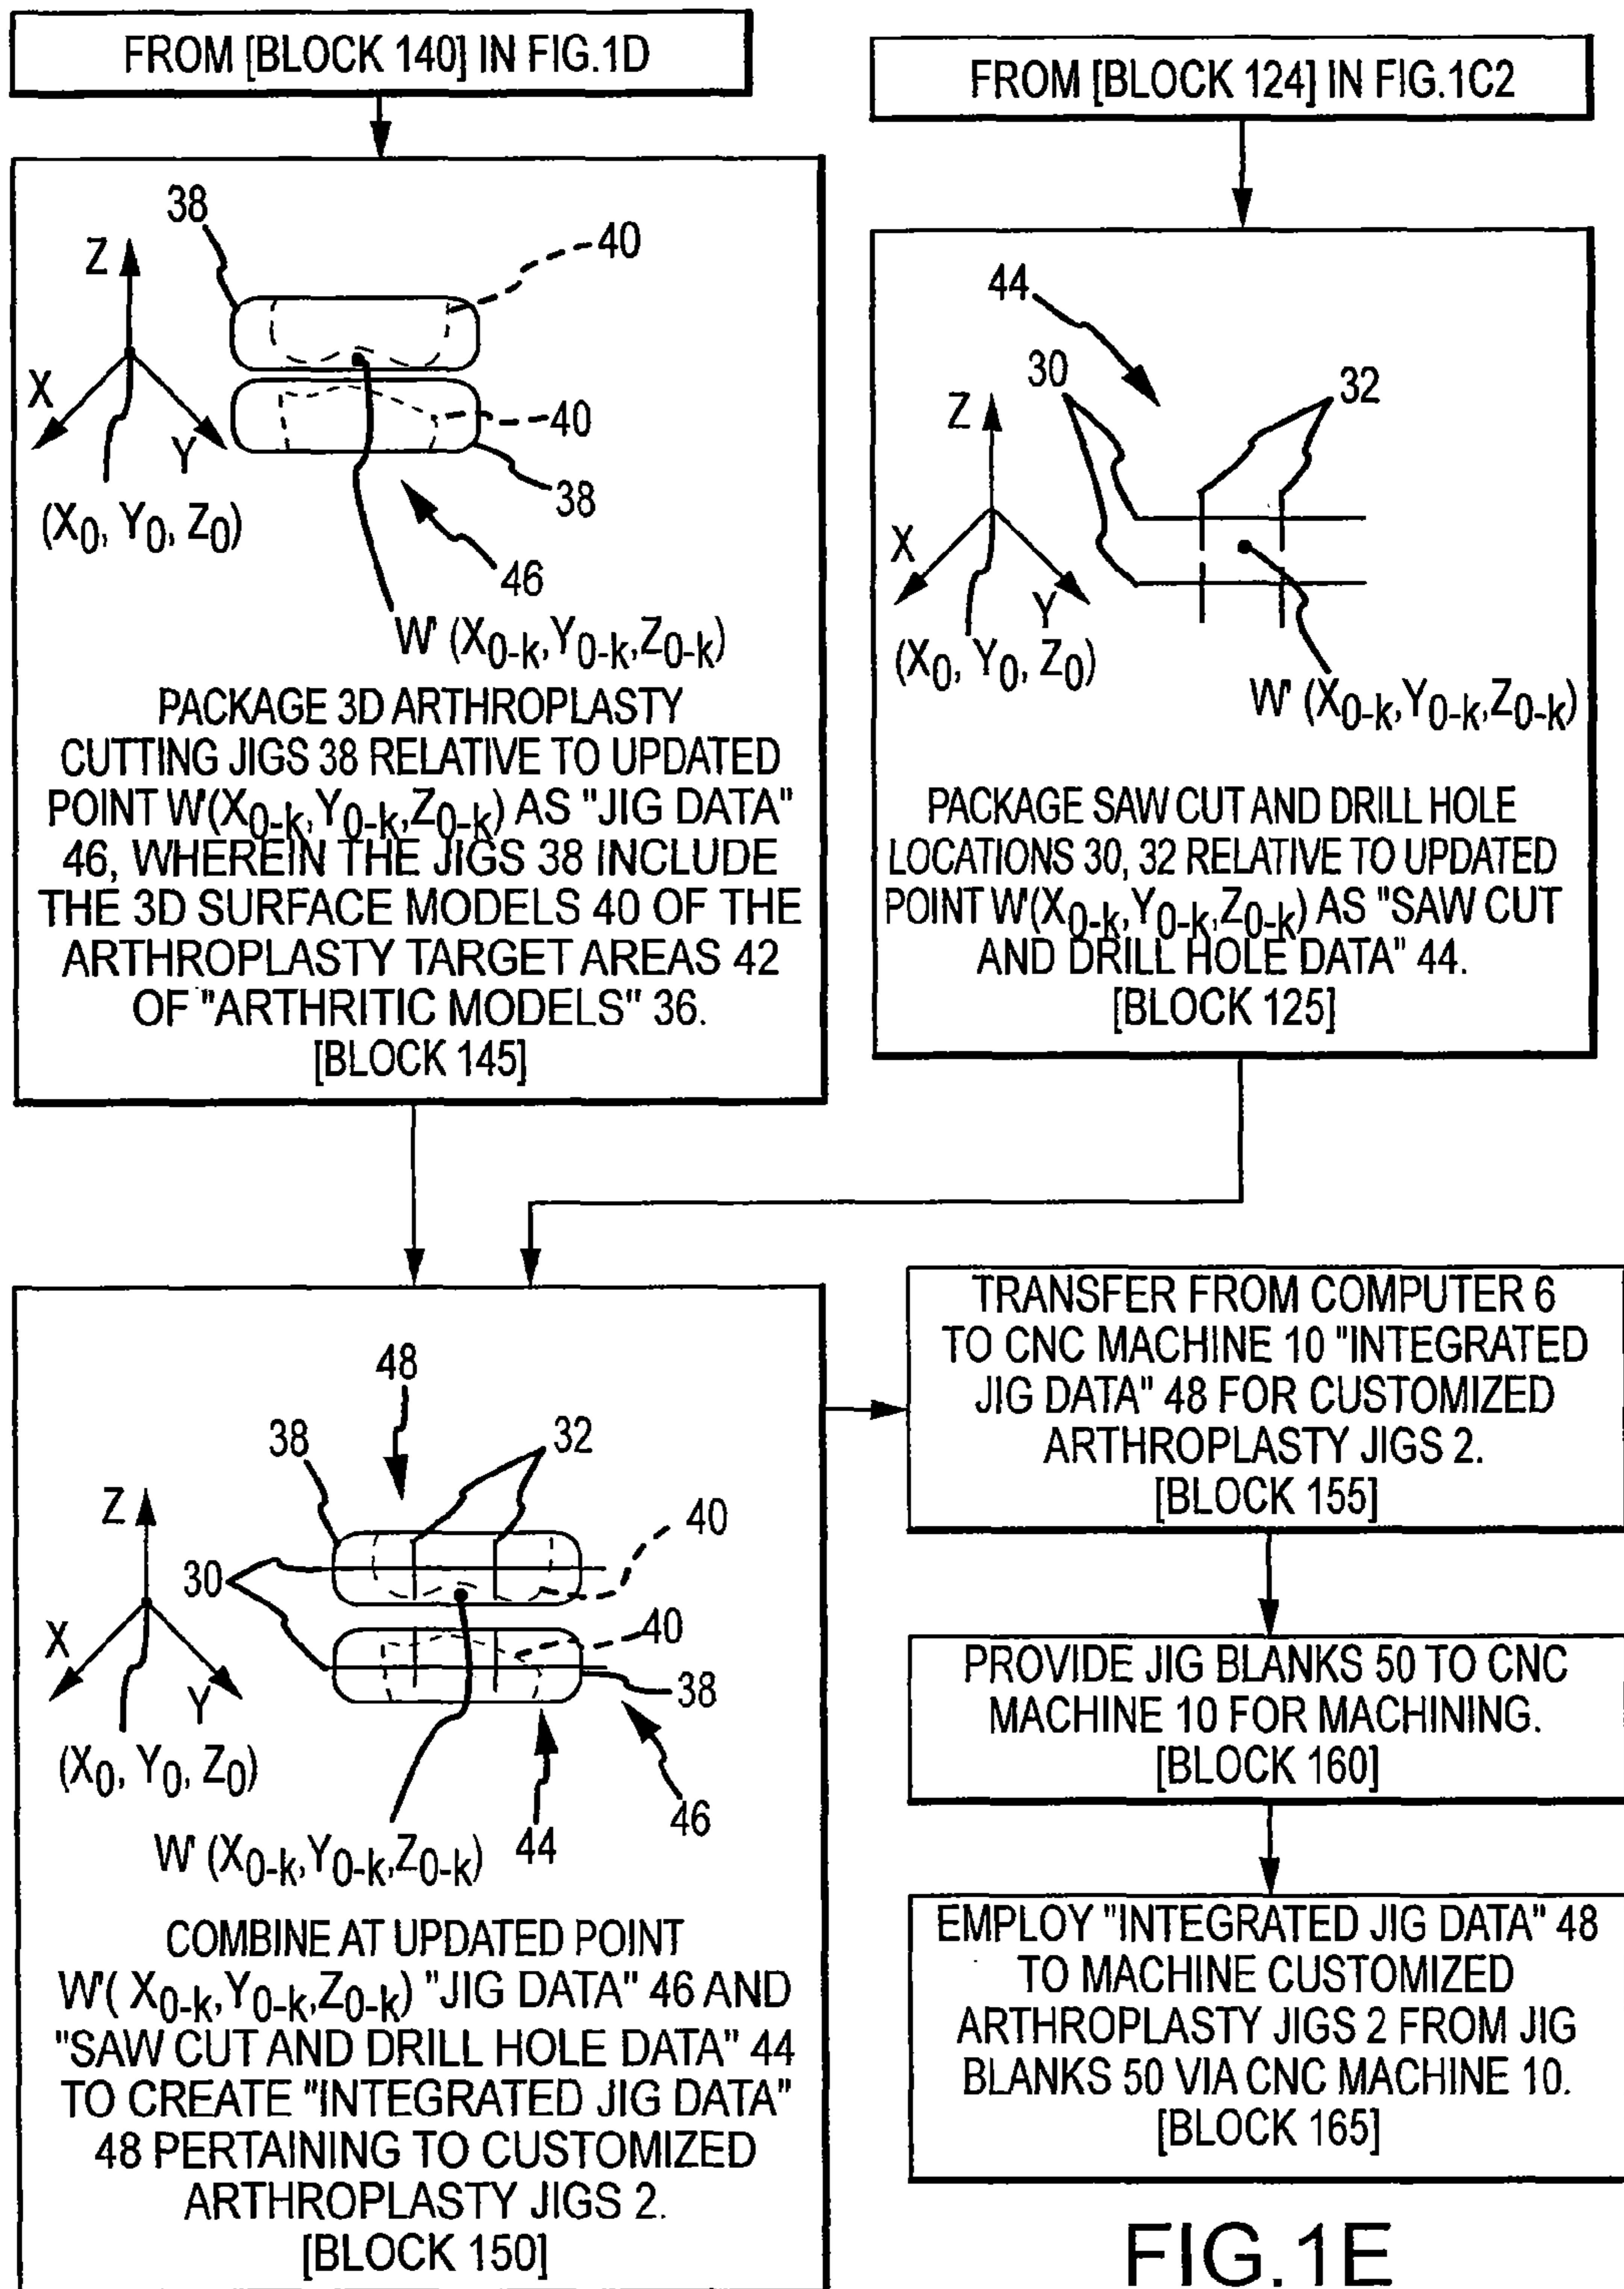 FROM [BLOCK 140] IN FIG.1D
38
40
Z
X
Y
40
38
(X0, Y0, Z0)
46
W' (X0-k,Y0-k,Z0-k)
PACKAGE 3D ARTHROPLASTY
CUTTING JIGS 38 RELATIVE TO UPDATED
POINT W'(X0-k,Y0-k,Z0-k) AS "JIG DATA"
46, WHEREIN THE JIGS 38 INCLUDE
THE 3D SURFACE MODELS 40 OF THE
ARTHROPLASTY TARGET AREAS 42
OF "ARTHRITIC MODELS" 36.
[BLOCK 145]
FROM [BLOCK 124] IN FIG.1C2
44
30
32
Z
X
Y
(X0, Y0, Z0)
W' (X0-k,Y0-k,Z0-k)
PACKAGE SAW CUT AND DRILL HOLE
LOCATIONS 30, 32 RELATIVE TO UPDATED
POINT W'(X0-k,Y0-k,Z0-k) AS "SAW CUT
AND DRILL HOLE DATA" 44.
[BLOCK 125]
48
38
32
Z
40
30
40
X
Y
38
(X0, Y0, Z0)
46
44
W' (X0-k,Y0-k,Z0-k)
COMBINE AT UPDATED POINT
W'( X0-k,Y0-k,Z0-k) "JIG DATA" 46 AND
"SAW CUT AND DRILL HOLE DATA" 44
TO CREATE "INTEGRATED JIG DATA"
48 PERTAINING TO CUSTOMIZED
ARTHROPLASTY JIGS 2.
[BLOCK 150]
TRANSFER FROM COMPUTER 6
TO CNC MACHINE 10 "INTEGRATED
JIG DATA" 48 FOR CUSTOMIZED
ARTHROPLASTY JIGS 2.
[BLOCK 155]
PROVIDE JIG BLANKS 50 TO CNC
MACHINE 10 FOR MACHINING.
[BLOCK 160]
EMPLOY "INTEGRATED JIG DATA" 48
TO MACHINE CUSTOMIZED
ARTHROPLASTY JIGS 2 FROM JIG
BLANKS 50 VIA CNC MACHINE 10.
[BLOCK 165]
FIG.1E